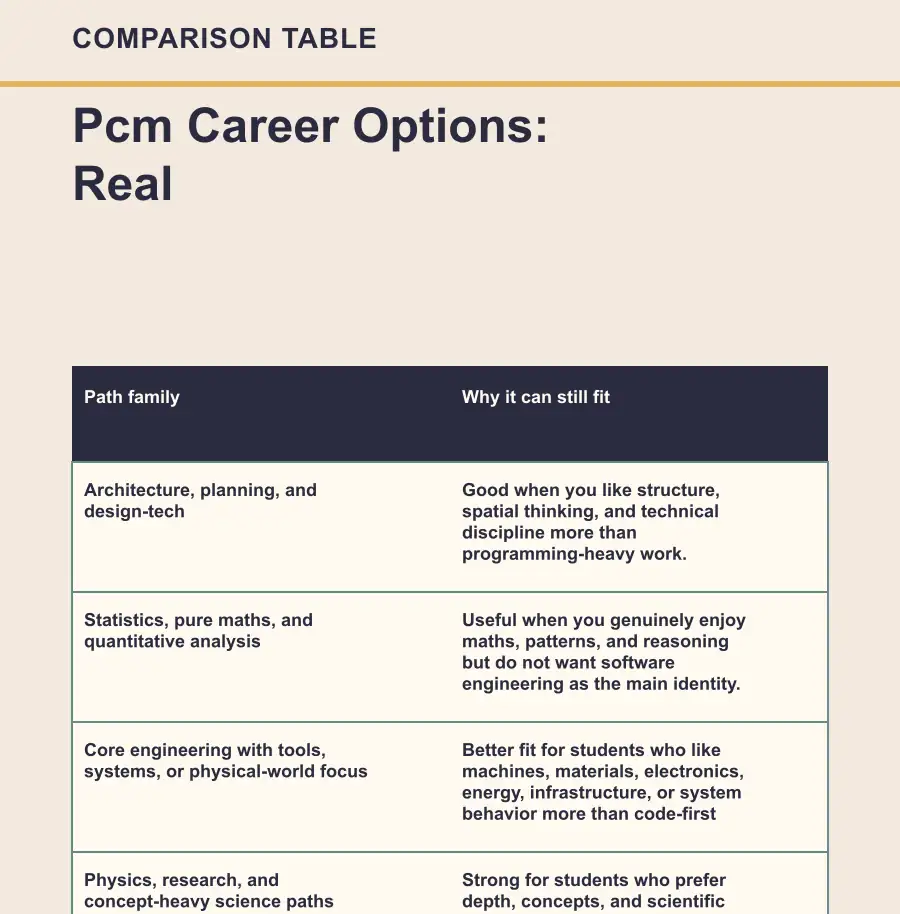 COMPARISON TABLE
Pcm Career Options:
Real
Path family
Why it can still fit
Architecture, planning, and
design-tech
Good when you like structure,
spatial thinking, and technical
discipline more than
programming-heavy work.
Statistics, pure maths, and
quantitative analysis
Useful when you genuinely enjoy
maths, patterns, and reasoning
but do not want software
engineering as the main identity.
Core engineering with tools,
systems, or physical-world focus
Better fit for students who like
machines, materials, electronics,
energy, infrastructure, or system
behavior more than code-first
Physics, research, and
concept-heavy science paths
Strong for students who prefer
depth, concepts, and scientific